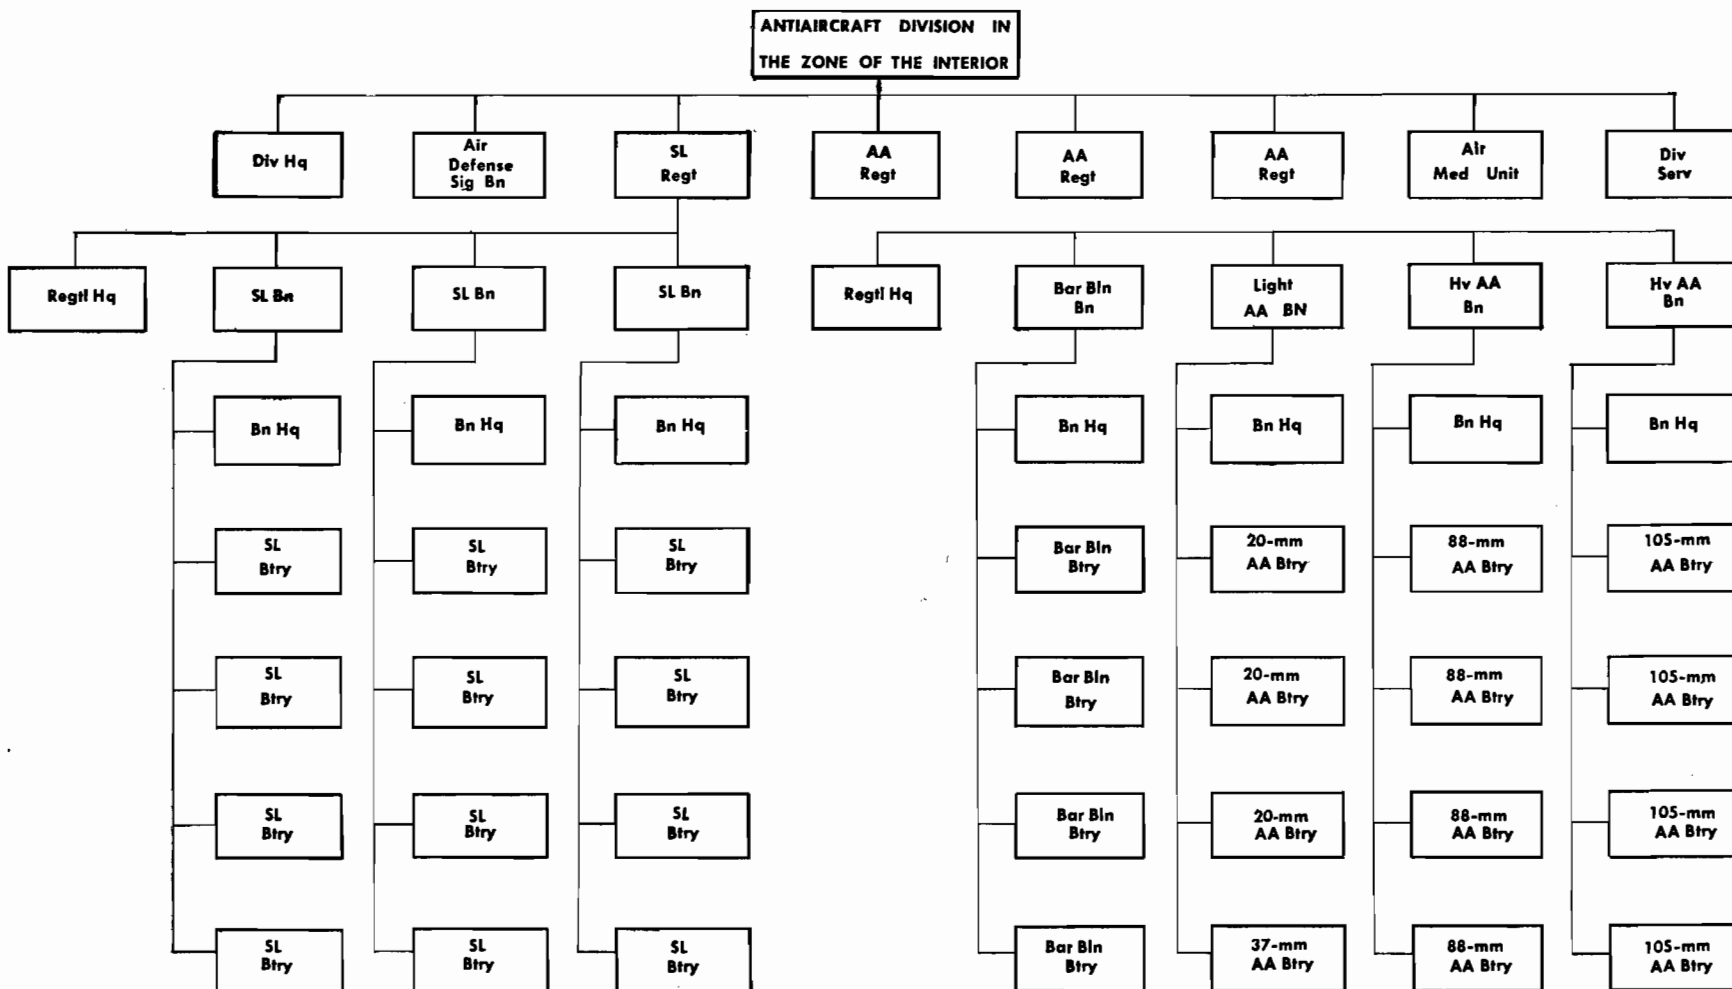 ANTIAIRCRAFT DIVISION IN
THE ZONE OF THE INTERIOR
Div Hq
Air
Defense
Sig Bn
SL
Regt
AA
Regt
AA
Regt
AA
Regt
Air
Med Unit
Div
Serv
Regtl Hq
SL Bn
SL Bn
SL Bn
Regtl Hq
Bar Bln
Bn
Light
AA BN
Hv AA
Bn
Hv AA
Bn
Bn Hq
Bn Hq
Bn Hq
Bn Hq
Bn Hq
Bn Hq
Bn Hq
SL
Btry
SL
Btry
SL
Btry
Bar Bln
Btry
20-mm
AA Btry
88-mm
AA Btry
105-mm
AA Btry
SL
Btry
SL
Btry
SL
Btry
Bar Bln
Btry
20-mm
AA Btry
88-mm
AA Btry
105-mm
AA Btry
SL
Btry
SL
Btry
SL
Btry
Bar Bln
Btry
20-mm
AA Btry
88-mm
AA Btry
105-mm
AA Btry
SL
Btry
SL
Btry
SL
Btry
Bar Bln
Btry
37-mm
AA Btry
88-mm
AA Btry
105-mm
AA Btry